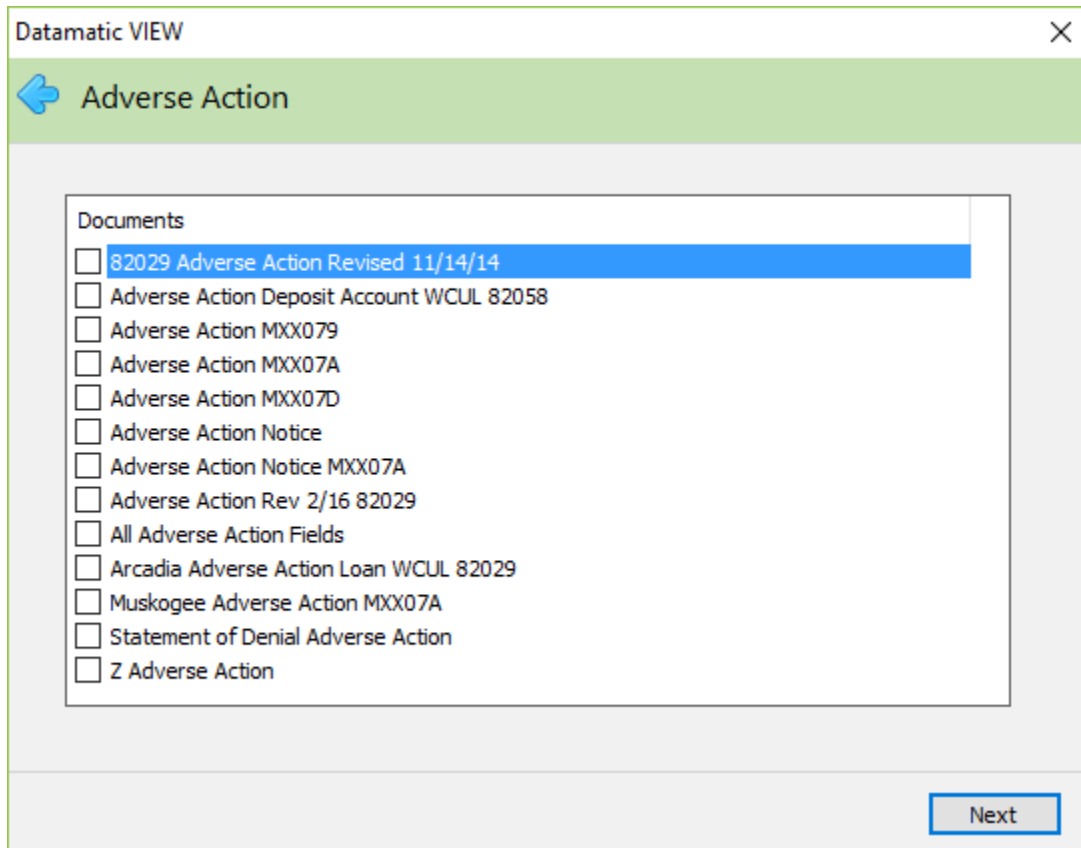 Datamatic VIEW
Adverse Action
Documents
82029 Adverse Action Revised 11/14/14
Adverse Action Deposit Account WCUL 82058
Adverse Action MXX079
Adverse Action MXX07A
Adverse Action MXX07D
Adverse Action Notice
Adverse Action Notice MXX07A
Adverse Action Rev 2/16 82029
All Adverse Action Fields
Arcadia Adverse Action Loan WCUL 82029
Muskogee Adverse Action MXX07A
Statement of Denial Adverse Action
Z Adverse Action
Next